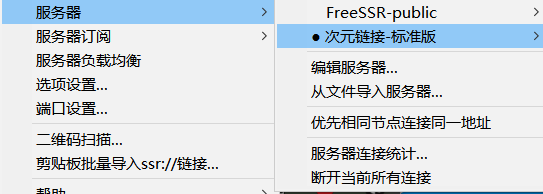 服务器
服务器订阅
服务器负载均衡
选项设置...
端口设置...
二维码扫描...
剪贴板批量导入ssr://链接...
帮助
FreeSSR-public
● 次元链接-标准版
编辑服务器...
从文件导入服务器...
优先相同节点连接同一地址
服务器连接统计...
断开当前所有连接